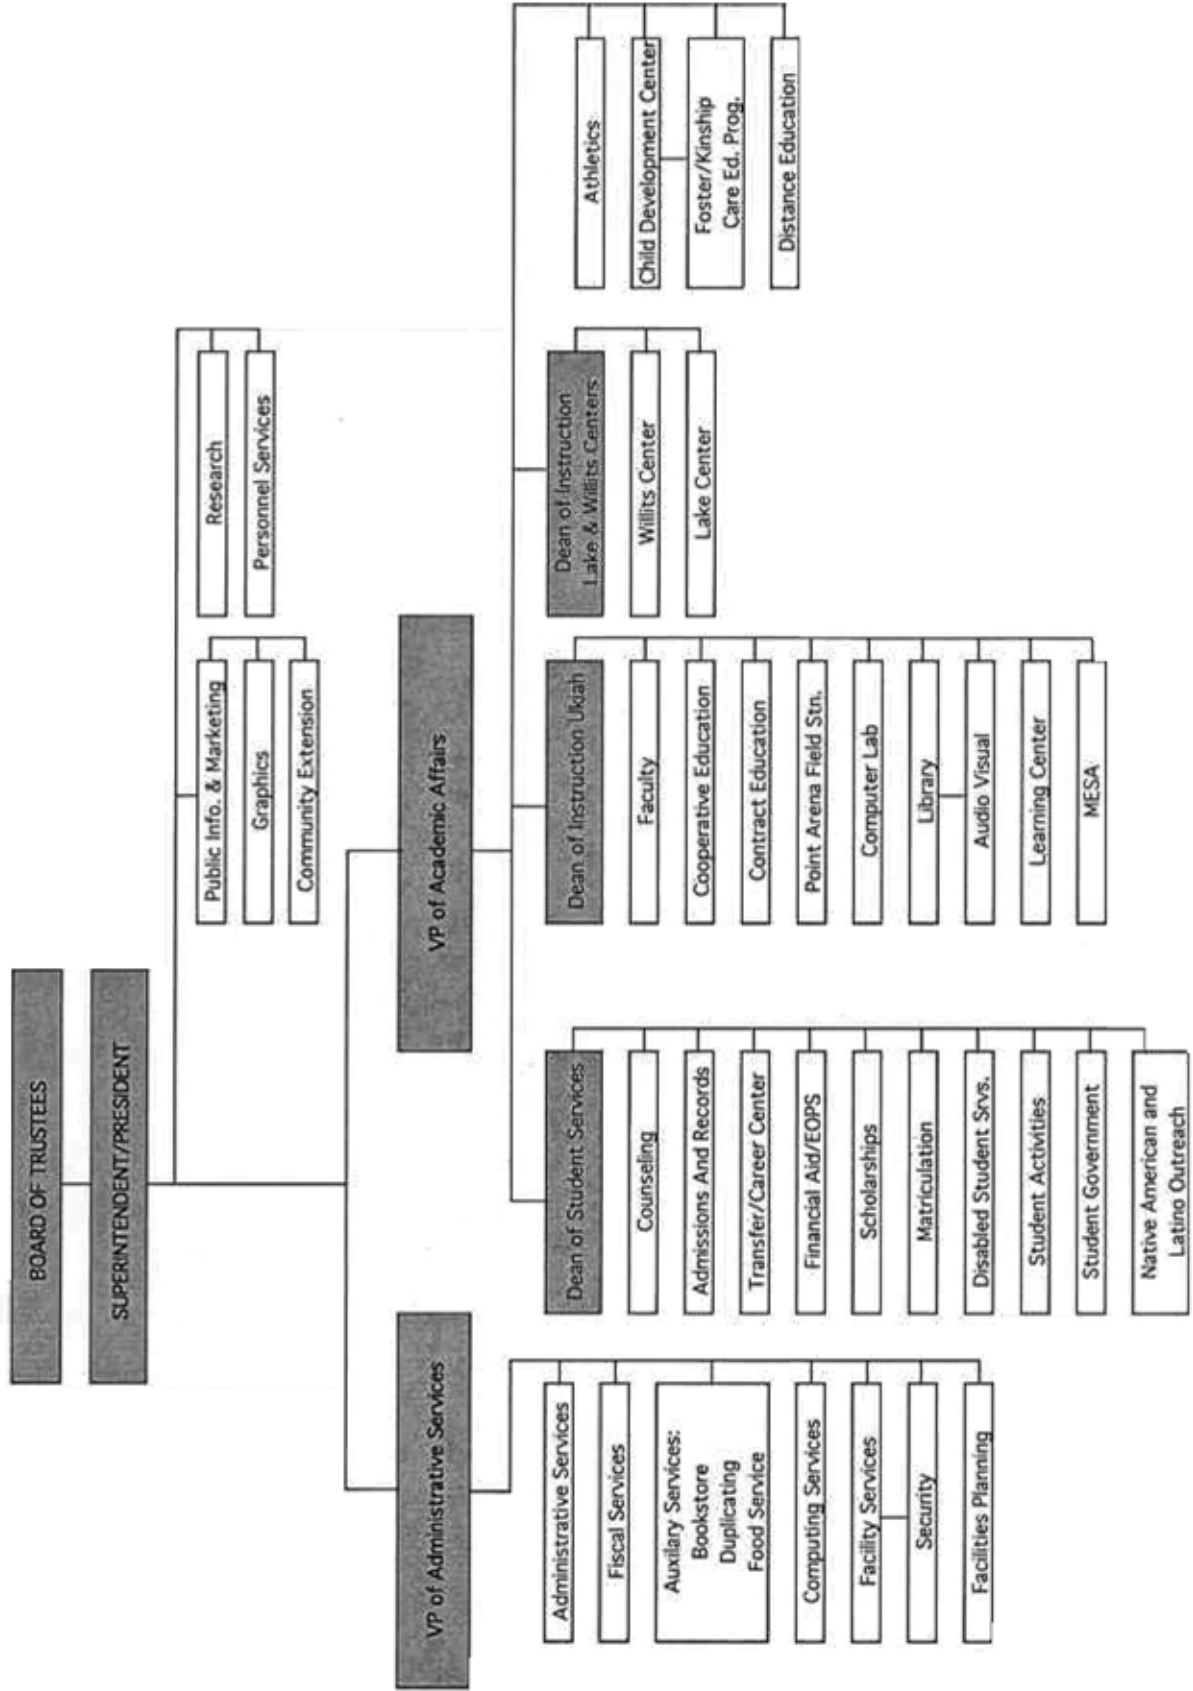 BOARD OF TRUSTEES
SUPERINTENDENT/PRESIDENT
Public Info. & Marketing
Graphics
Community Extension
Research
Personnel Services
VP of Administrative Services
VP of Academic Affairs
Administrative Services
Fiscal Services
Auxilary Services:
Bookstore
Duplicating
Food Service
Computing Services
Facility Services
Security
Facilities Planning
Dean of Student Services
Counseling
Admissions And Records
Transfer/Career Center
Financial Aid/EOPS
Scholarships
Matriculation
Disabled Student Srvs.
Student Activities
Student Government
Native American and
Latino Outreach
Dean of Instruction Ukiah
Faculty
Cooperative Education
Contract Education
Point Arena Field Stn.
Computer Lab
Library
Audio Visual
Learning Center
MESA
Dean of Instruction
Lake & Willits Centers
Willits Center
Lake Center
Athletics
Child Development Center
Foster/Kinship
Care Ed. Prog.
Distance Education